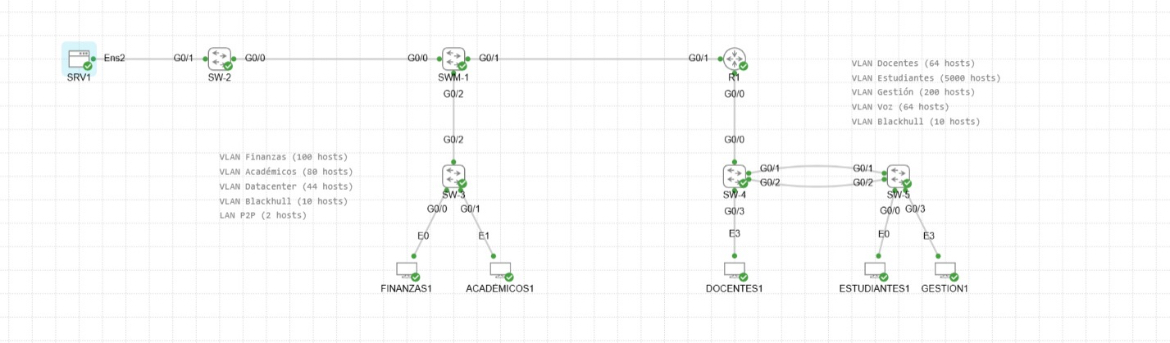 Ens2
G0/1
G0/0
G0/0
G0/1
G0/1
SRV1
SW-2
SWM-1
R1
G0/2
G0/0
VLAN Docentes (64 hosts)
VLAN Estudiantes (5000 hosts)
VLAN Gestión (200 hosts)
VLAN Voz (64 hosts)
VLAN Blackhull (10 hosts)
G0/2
G0/0
VLAN Finanzas (100 hosts)
VLAN Académicos (80 hosts)
VLAN Datacenter (44 hosts)
VLAN Blackhull (10 hosts)
LAN P2P (2 hosts)
G0/1
G0/1
G0/2
G0/2
SW-4
SW-5
G0/0
G0/1
G0/3
G0/0
G0/3
E0
E1
E3
E0
E3
FINANZAS1
ACADÉMICOS1
DOCENTES1
ESTUDIANTES1
GESTION1